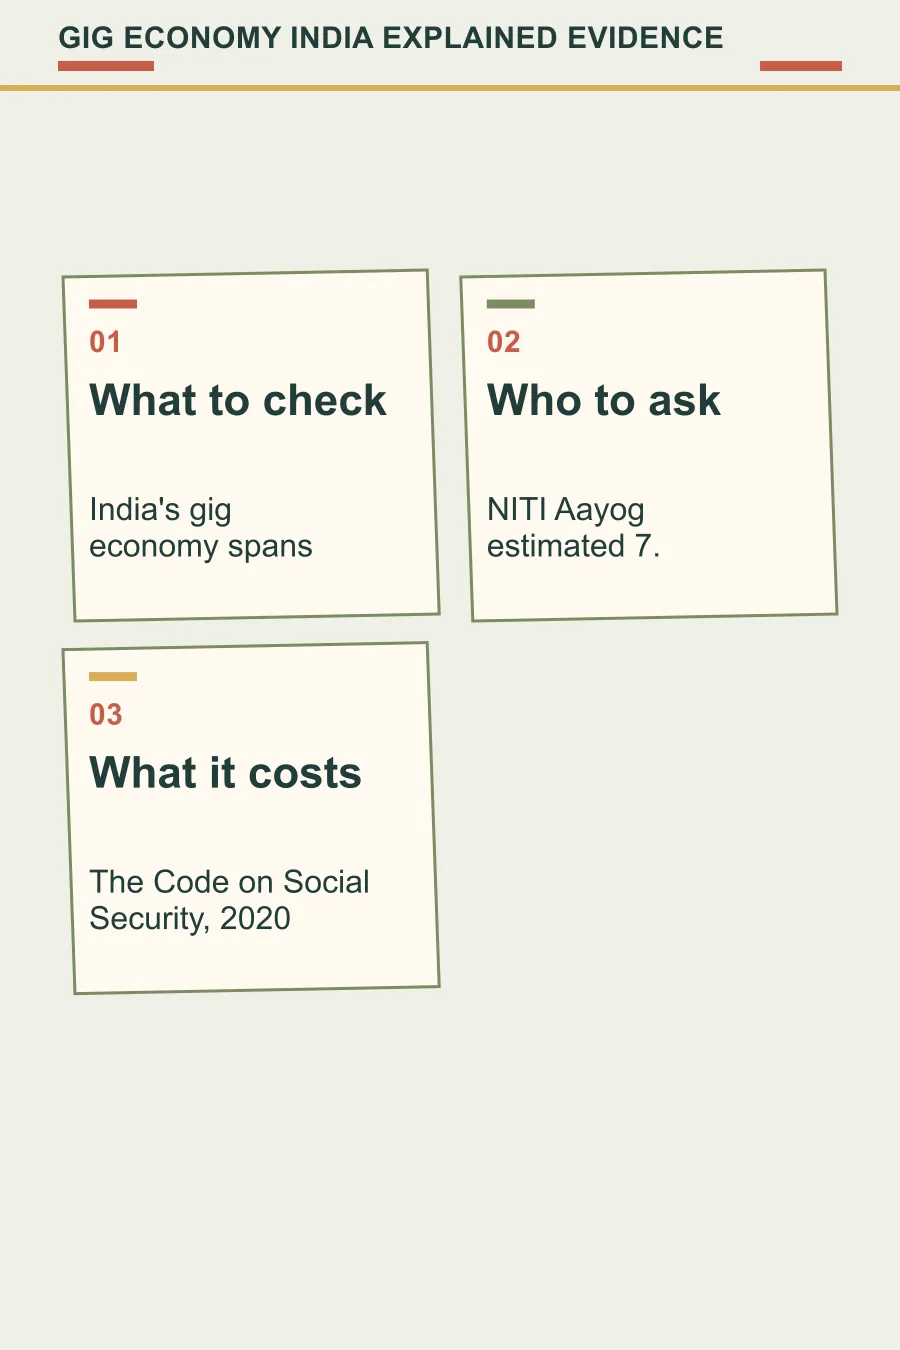 GIG ECONOMY INDIA EXPLAINED EVIDENCE
01
What to check
India's gig
economy spans
02
Who to ask
NITI Aayog
estimated 7.
03
What it costs
The Code on Social
Security, 2020